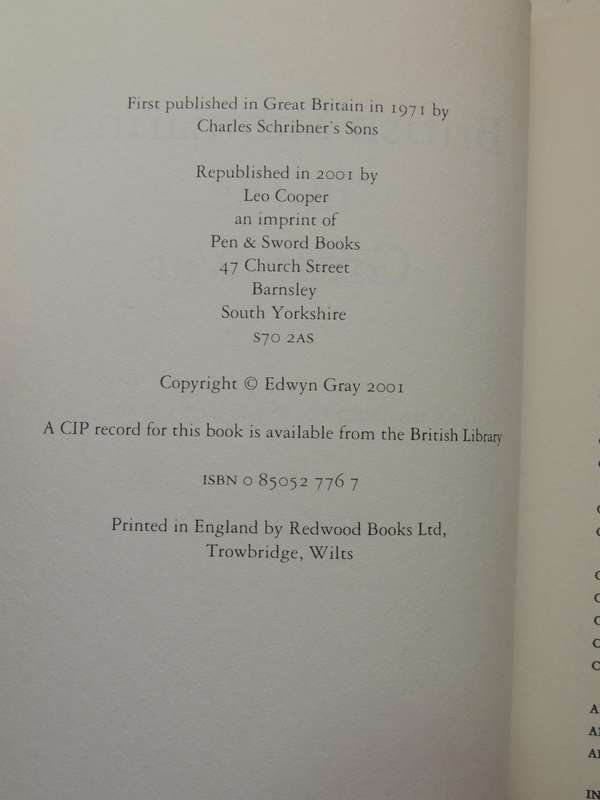 First published in Great Britain in 1971 by
Charles Schribner's Sons
Republished in 2001 by
Leo Cooper
an imprint of
Pen & Sword Books
47 Church Street
Barnsley
South Yorkshire
S70 2AS
Copyright © Edwyn Gray 2001
A CIP record for this book is available from the British Library
ISBN 0 85052 776 7
Printed in England by Redwood Books Ltd,
Trowbridge, Wilts